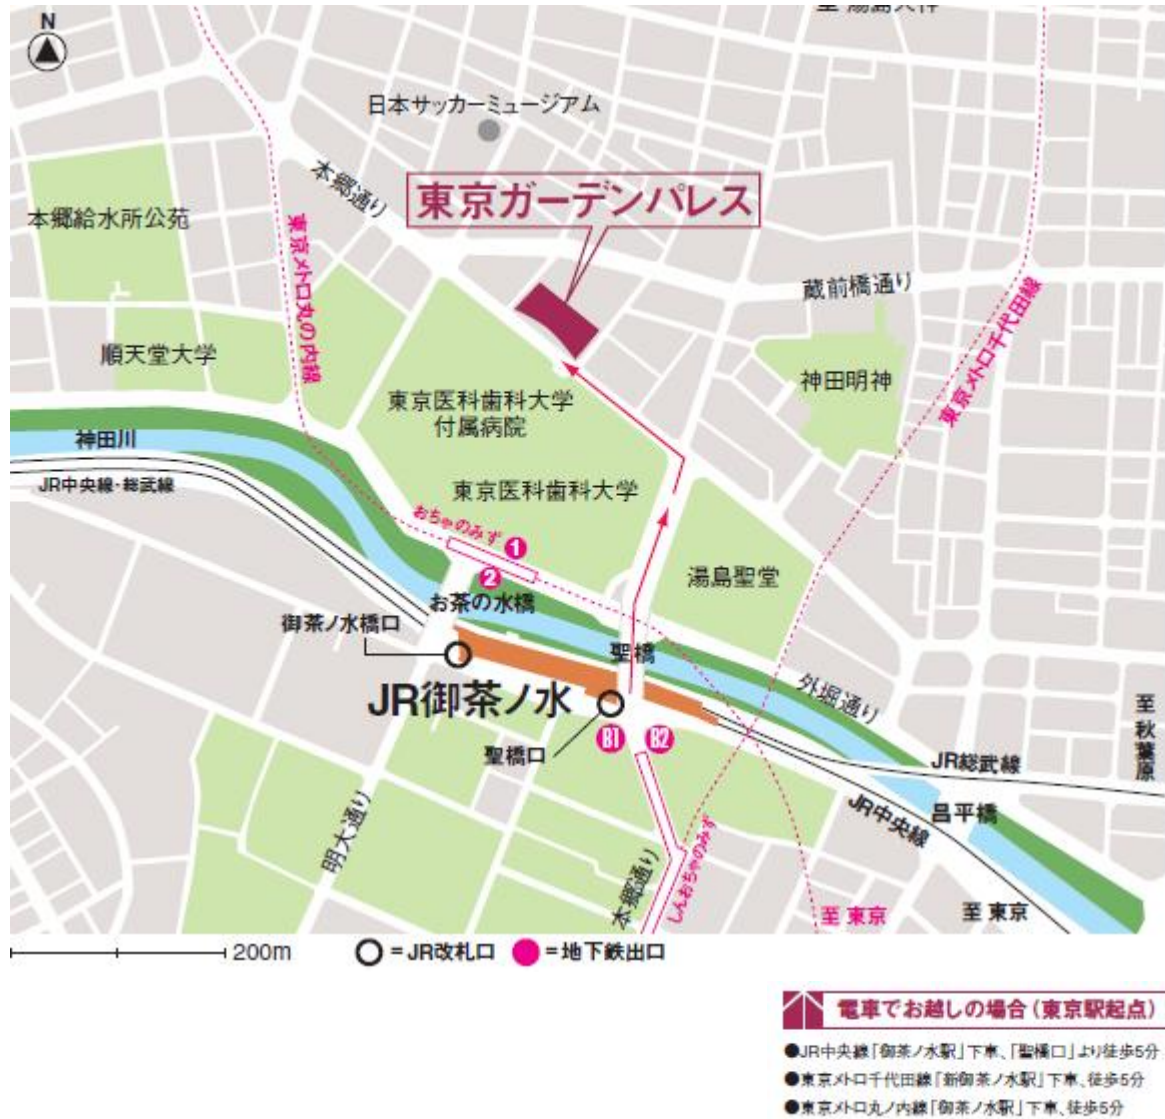 N
至 湯島天神
日本サッカーミュージアム
本郷通り
東京ガーデンパレス
本郷給水所公苑
東京メトロ丸の内線
蔵前橋通り
東京メトロ千代田線
順天堂大学
神田明神
東京医科歯科大学
付属病院
神田川
JR中央線・総武線
東京医科歯科大学
おちゃのみず
1
2
湯島聖堂
お茶の水橋
御茶ノ水橋口
聖橋
JR御茶ノ水
外堀通り
至 秋葉原
聖橋口
B1
B2
JR総武線
JR中央線
昌平橋
明大通り
本郷通り
しんおちゃのみず
至 東京
至 東京
200m
=JR改札口
=地下鉄出口
電車でお越しの場合(東京駅起点)
●JR中央線「御茶ノ水駅」下車、「聖橋口」より徒歩5分
●東京メトロ千代田線「新御茶ノ水駅」下車、徒歩5分
●東京メトロ丸ノ内線「御茶ノ水駅」下車、徒歩5分